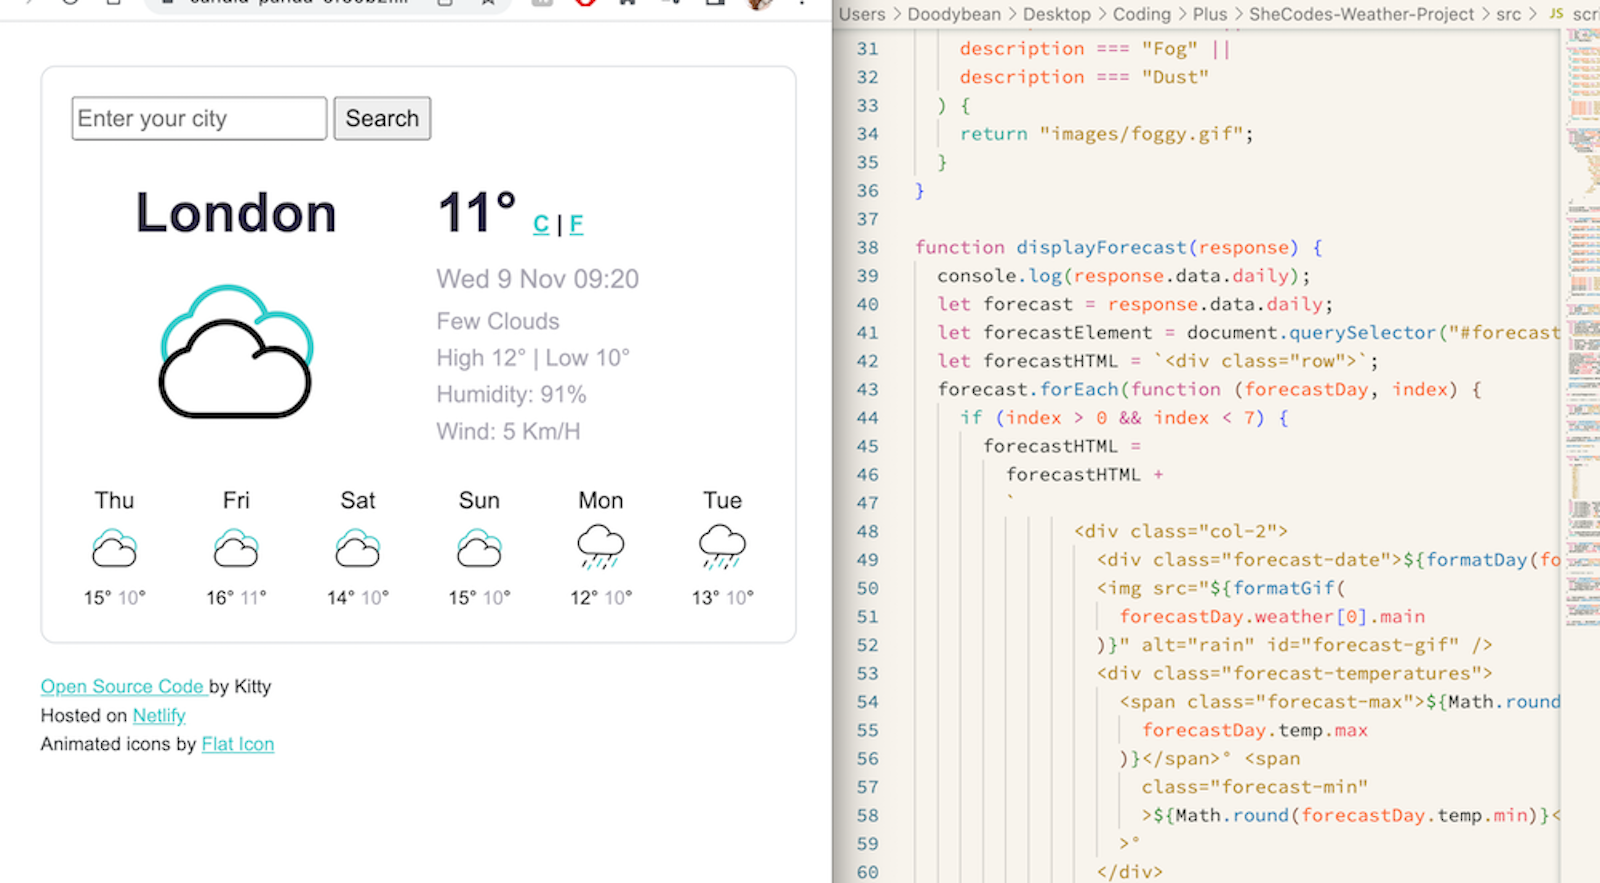 Enter your city
Search
London
11° C | F
Wed 9 Nov 09:20
Few Clouds
High 12° | Low 10°
Humidity: 91%
Wind: 5 Km/H
Thu Fri Sat Sun Mon Tue
15° 10° 16° 11° 14° 10° 15° 10° 12° 10° 13° 10°
Open Source Code by Kitty
Hosted on Netlify
Animated icons by Flat Icon
Users > Doodybean > Desktop > Coding > Plus > SheCodes-Weather-Project > src > JS scri
31 description === "Fog" ||
32 description === "Dust"
33 ) {
34 return "images/foggy.gif";
35 }
36 }
37
38 function displayForecast(response) {
39 console.log(response.data.daily);
40 let forecast = response.data.daily;
41 let forecastElement = document.querySelector("#forecast
42 let forecastHTML = `<div class="row">`;
43 forecast.forEach(function (forecastDay, index) {
44 if (index > 0 && index < 7) {
45 forecastHTML =
46 forecastHTML +
47 `
48 <div class="col-2">
49 <div class="forecast-date">${formatDay(fo
50 <img src="${formatGif(
51 forecastDay.weather[0].main
52 )}" alt="rain" id="forecast-gif" />
53 <div class="forecast-temperatures">
54 <span class="forecast-max">${Math.round
55 forecastDay.temp.max
56 )}</span>° <span
57 class="forecast-min"
58 >${Math.round(forecastDay.temp.min)}<
59 >°
60 </div>